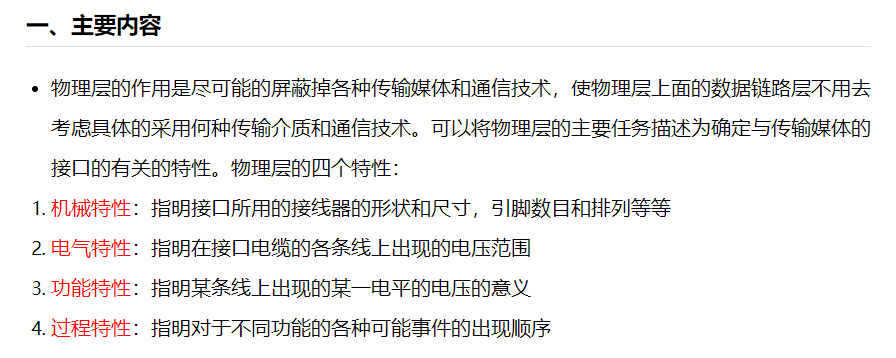 一、主要内容
物理层的作用是尽可能的屏蔽掉各种传输媒体和通信技术，使物理层上面的数据链路层不用去
考虑具体的采用何种传输介质和通信技术。可以将物理层的主要任务描述为确定与传输媒体的
接口的有关的特性。物理层的四个特性：
1. 机械特性：指明接口所用的接线器的形状和尺寸，引脚数目和排列等等
2. 电气特性：指明在接口电缆的各条线上出现的电压范围
3. 功能特性：指明某条线上出现的某一电平的电压的意义
4. 过程特性：指明对于不同功能的各种可能事件的出现顺序